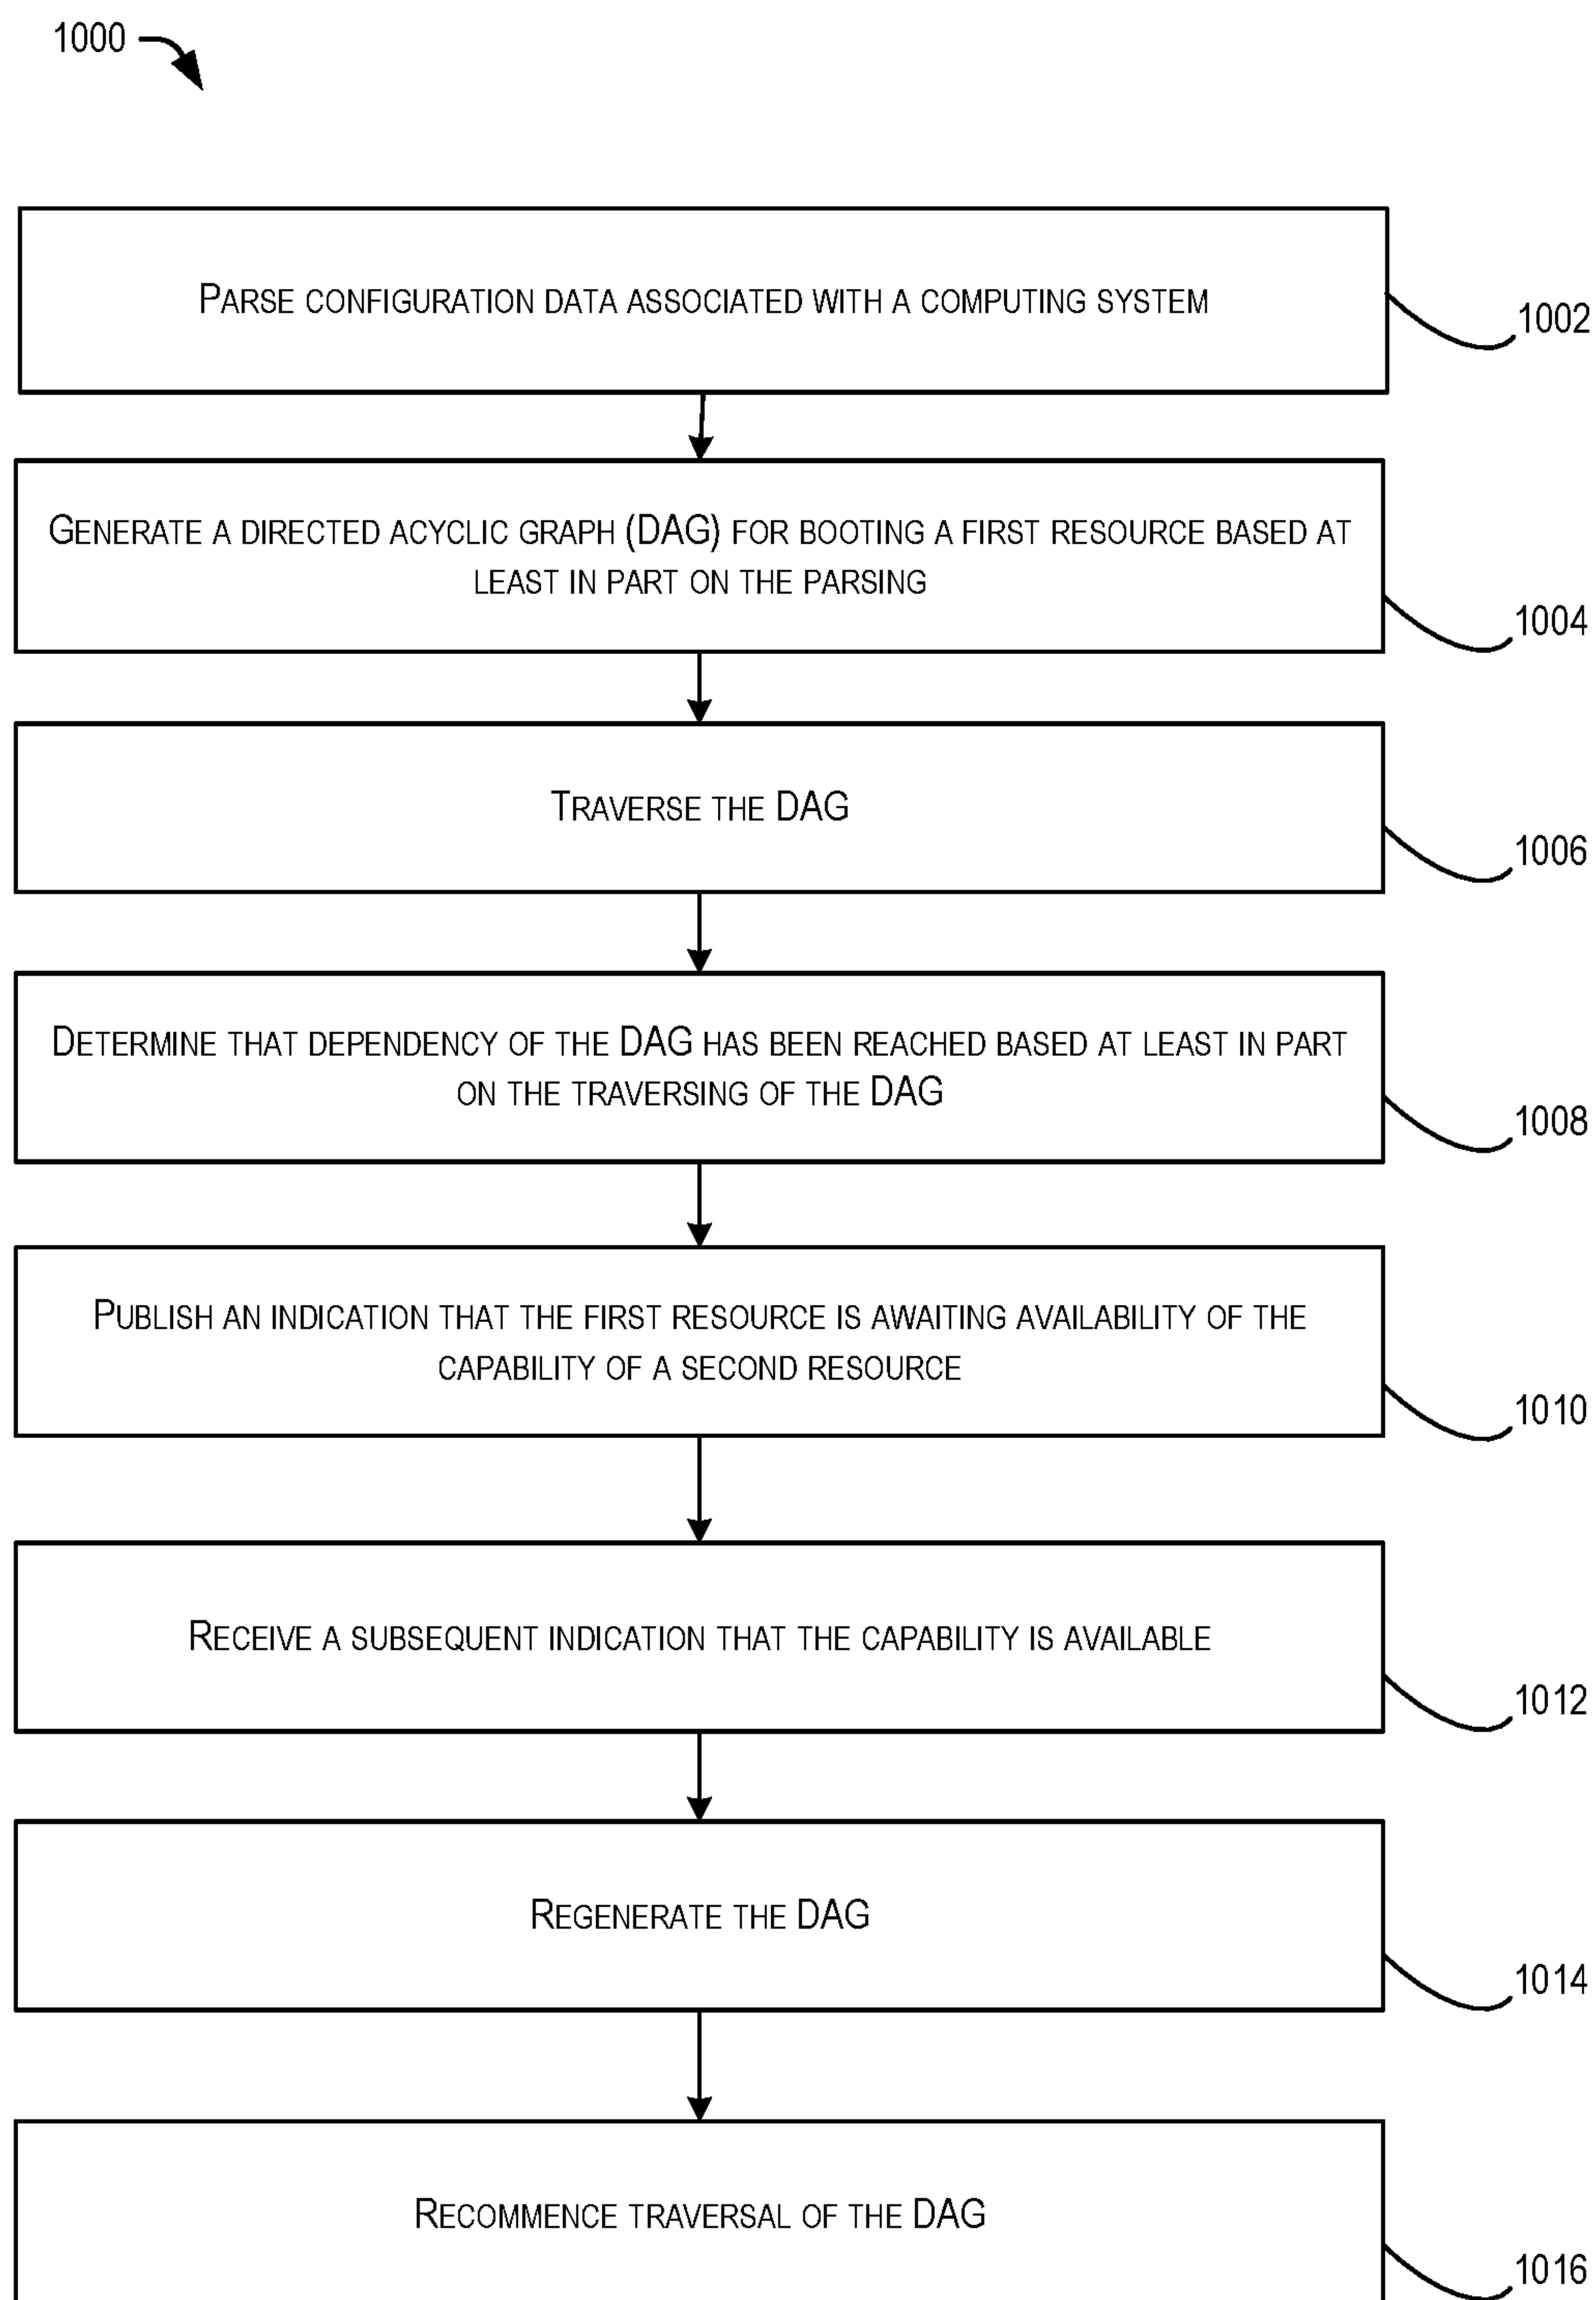 1000
PARSE CONFIGURATION DATA ASSOCIATED WITH A COMPUTING SYSTEM
1002
GENERATE A DIRECTED ACYCLIC GRAPH (DAG) FOR BOOTING A FIRST RESOURCE BASED AT
LEAST IN PART ON THE PARSING
1004
TRAVERSE THE DAG
1006
DETERMINE THAT DEPENDENCY OF THE DAG HAS BEEN REACHED BASED AT LEAST IN PART
ON THE TRAVERSING OF THE DAG
1008
PUBLISH AN INDICATION THAT THE FIRST RESOURCE IS AWAITING AVAILABILITY OF THE
CAPABILITY OF A SECOND RESOURCE
1010
RECEIVE A SUBSEQUENT INDICATION THAT THE CAPABILITY IS AVAILABLE
1012
REGENERATE THE DAG
1014
RECOMMENCE TRAVERSAL OF THE DAG
1016